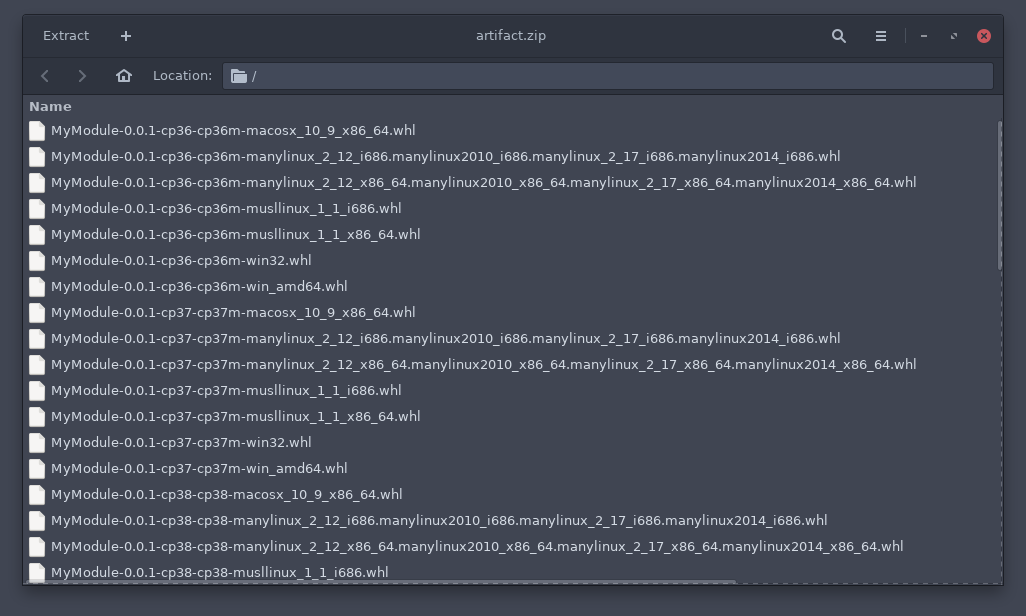 Extract + artifact.zip
Location: /
Name
MyModule-0.0.1-cp36-cp36m-macosx_10_9_x86_64.whl
MyModule-0.0.1-cp36-cp36m-manylinux_2_12_i686.manylinux2010_i686.manylinux_2_17_i686.manylinux2014_i686.whl
MyModule-0.0.1-cp36-cp36m-manylinux_2_12_x86_64.manylinux2010_x86_64.manylinux_2_17_x86_64.manylinux2014_x86_64.whl
MyModule-0.0.1-cp36-cp36m-musllinux_1_1_i686.whl
MyModule-0.0.1-cp36-cp36m-musllinux_1_1_x86_64.whl
MyModule-0.0.1-cp36-cp36m-win32.whl
MyModule-0.0.1-cp36-cp36m-win_amd64.whl
MyModule-0.0.1-cp37-cp37m-macosx_10_9_x86_64.whl
MyModule-0.0.1-cp37-cp37m-manylinux_2_12_i686.manylinux2010_i686.manylinux_2_17_i686.manylinux2014_i686.whl
MyModule-0.0.1-cp37-cp37m-manylinux_2_12_x86_64.manylinux2010_x86_64.manylinux_2_17_x86_64.manylinux2014_x86_64.whl
MyModule-0.0.1-cp37-cp37m-musllinux_1_1_i686.whl
MyModule-0.0.1-cp37-cp37m-musllinux_1_1_x86_64.whl
MyModule-0.0.1-cp37-cp37m-win32.whl
MyModule-0.0.1-cp37-cp37m-win_amd64.whl
MyModule-0.0.1-cp38-cp38-macosx_10_9_x86_64.whl
MyModule-0.0.1-cp38-cp38-manylinux_2_12_i686.manylinux2010_i686.manylinux_2_17_i686.manylinux2014_i686.whl
MyModule-0.0.1-cp38-cp38-manylinux_2_12_x86_64.manylinux2010_x86_64.manylinux_2_17_x86_64.manylinux2014_x86_64.whl
MyModule-0.0.1-cp38-cp38-musllinux_1_1_i686.whl